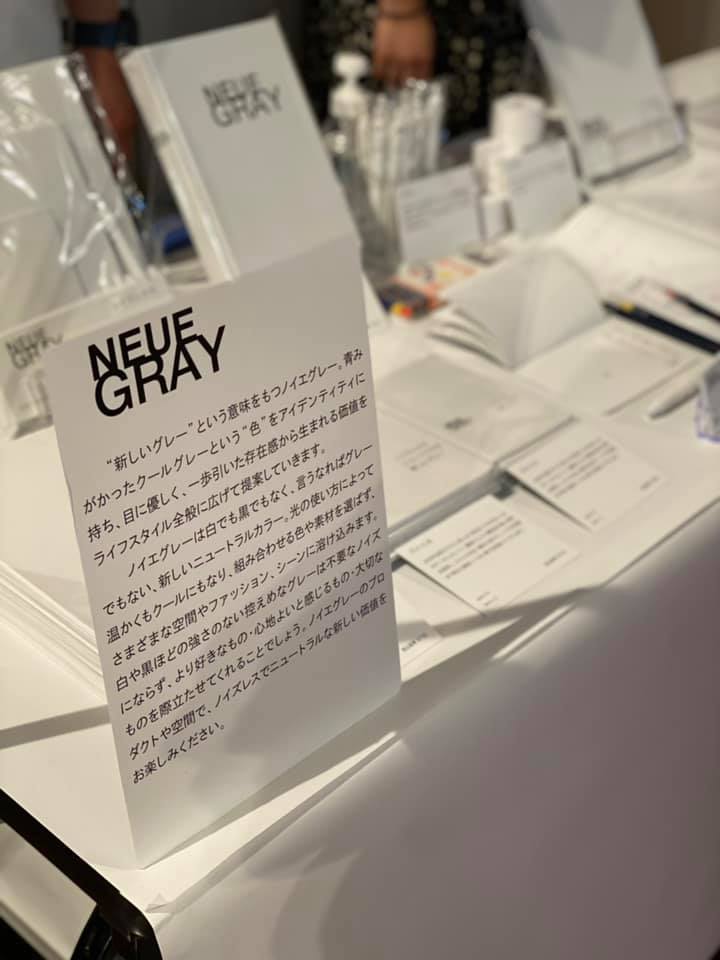 NEUE
GRAY
NEUE
GRAY
NEUE
GRAY
“新しいグレー”という意味をもつノイエグレー。青み
がかったクールグレーという“色”をアイデンティティに
持ち、目に優しく、一歩引いた存在感から生まれる価値を
ライフスタイル全般に広げて提案していきます。
ノイエグレーは白でも黒でもなく、言うなればグレー
でもない、新しいニュートラルカラー。光の使い方によって
温かくもクールにもなり、組み合わせる色や素材を選ばず、
さまざまな空間やファッション、シーンに溶け込みます。
白や黒ほどの強さのない控えめなグレーは不要なノイズ
にならず、より好きなもの・心地よいと感じるもの・大切な
ものを際立たせてくれることでしょう。ノイエグレーのプロ
ダクトや空間で、ノイズレスでニュートラルな新しい価値を
お楽しみください。